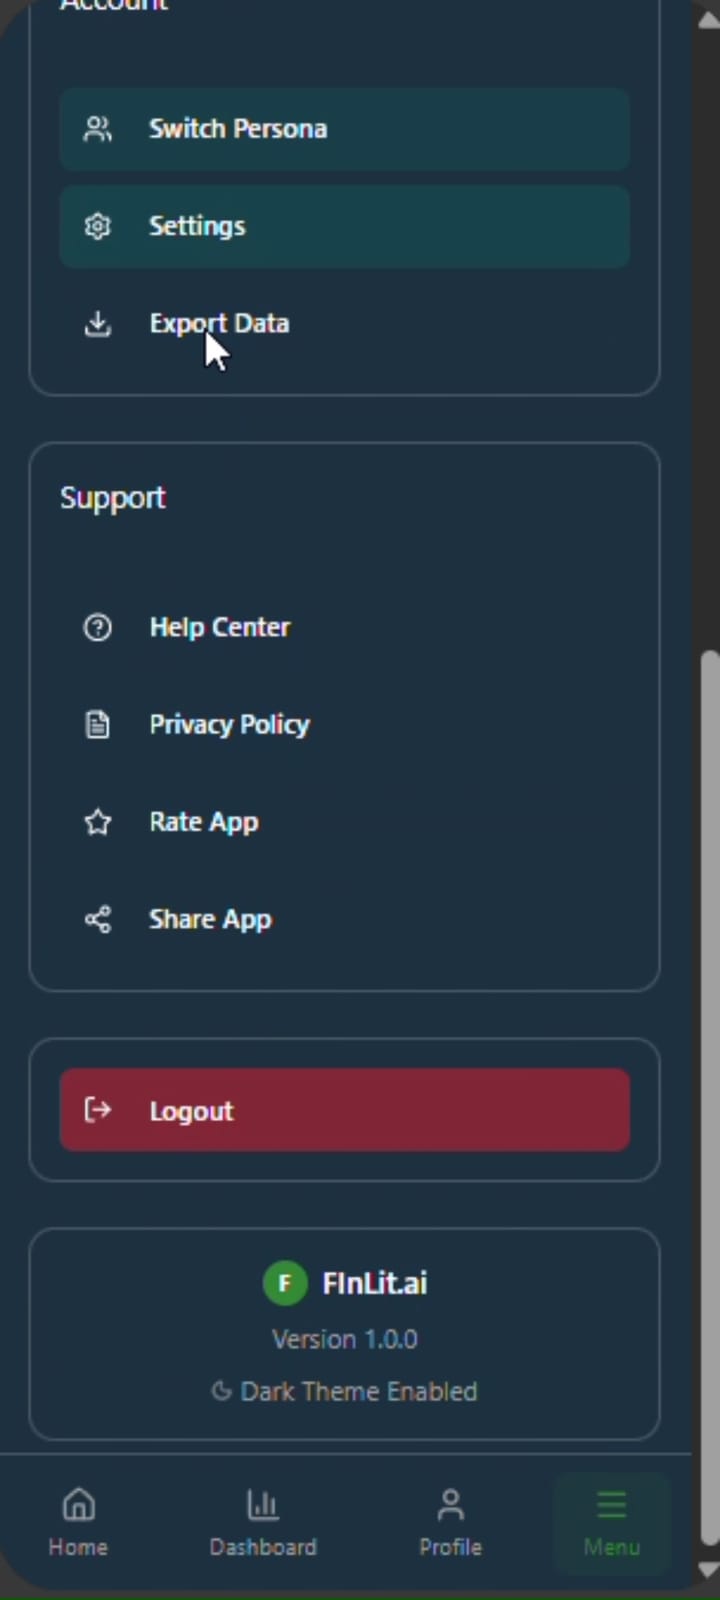 Account
Switch Persona
Settings
Export Data
Support
Help Center
Privacy Policy
Rate App
Share App
Logout
F FInLit.ai
Version 1.0.0
Dark Theme Enabled
Home Dashboard Profile Menu